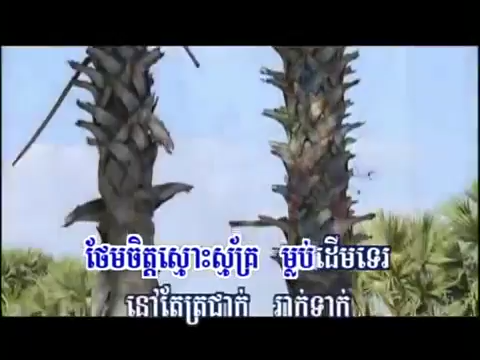 ថែមចិត្តស្មោះស្ម័គ្រ ម្លប់ដើមទេរ
នៅតែត្រជាក់ រាក់ទាក់